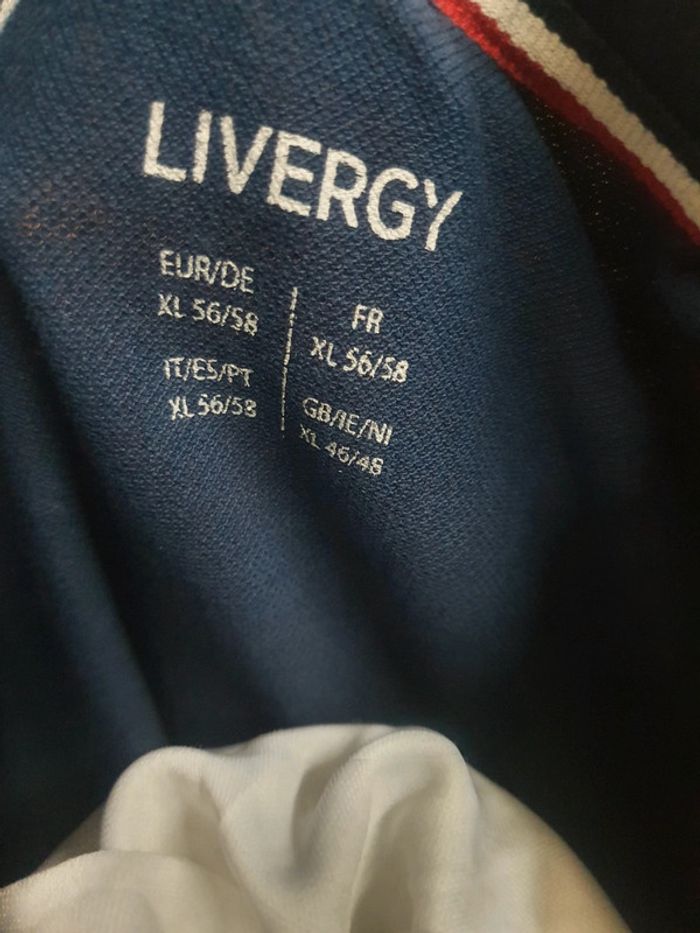 LIVERGY
EUR/DE
XL 56/58
IT/ES/PT
XL 56/58
FR
XL 56/58
GB/IE/NI
XL 46/48